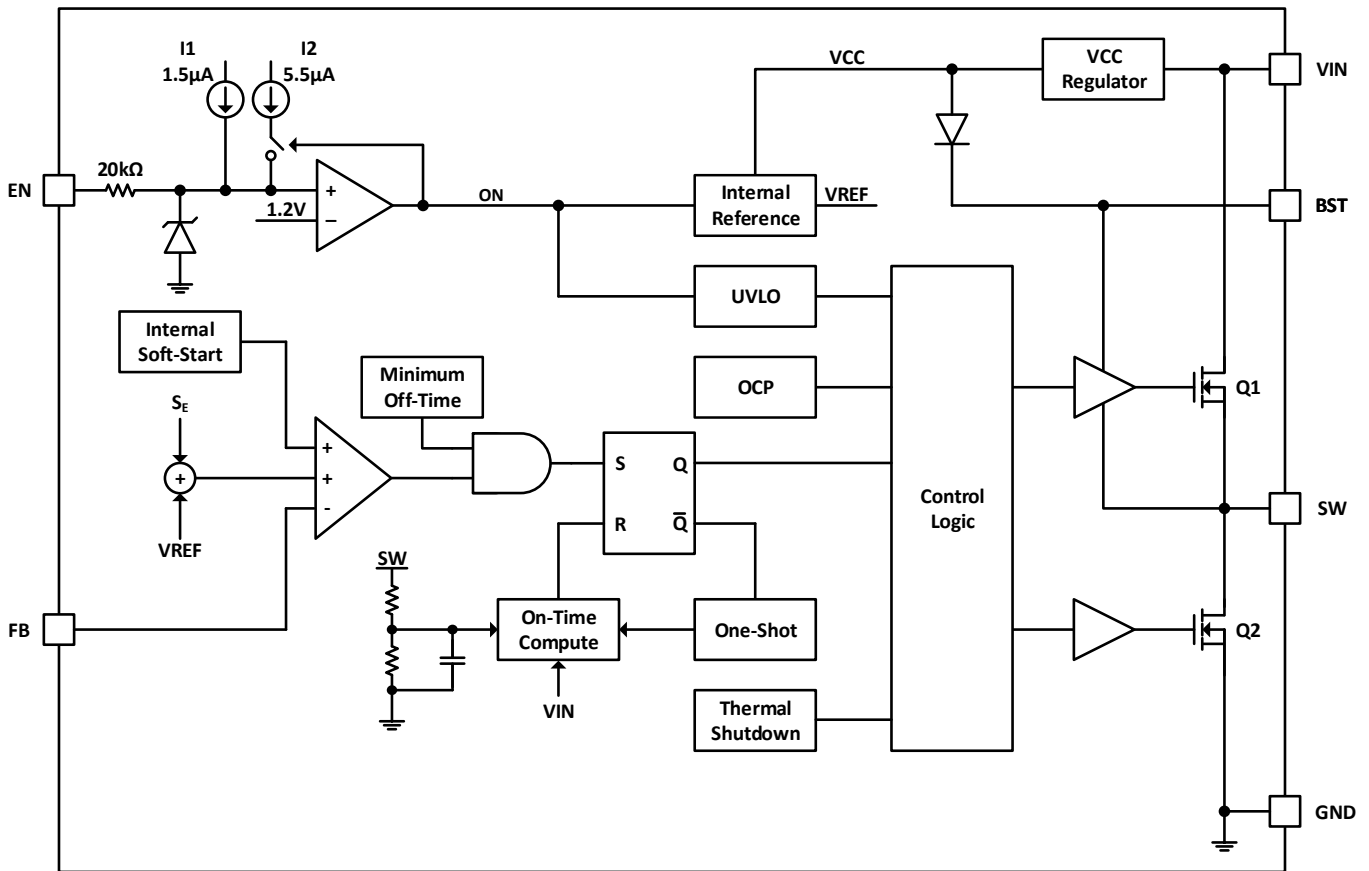 I1
1.5µA
I2
5.5µA
VCC
VCC
Regulator
VIN
EN
20kΩ
+
1.2V
−
ON
Internal
Reference
VREF
BST
UVLO
Internal
Soft-Start
Minimum
Off-Time
OCP
Q1
SE
+
+
+
-
VREF
S
Q
R
Q̅
Control
Logic
SW
SW
FB
On-Time
Compute
One-Shot
Q2
VIN
Thermal
Shutdown
GND